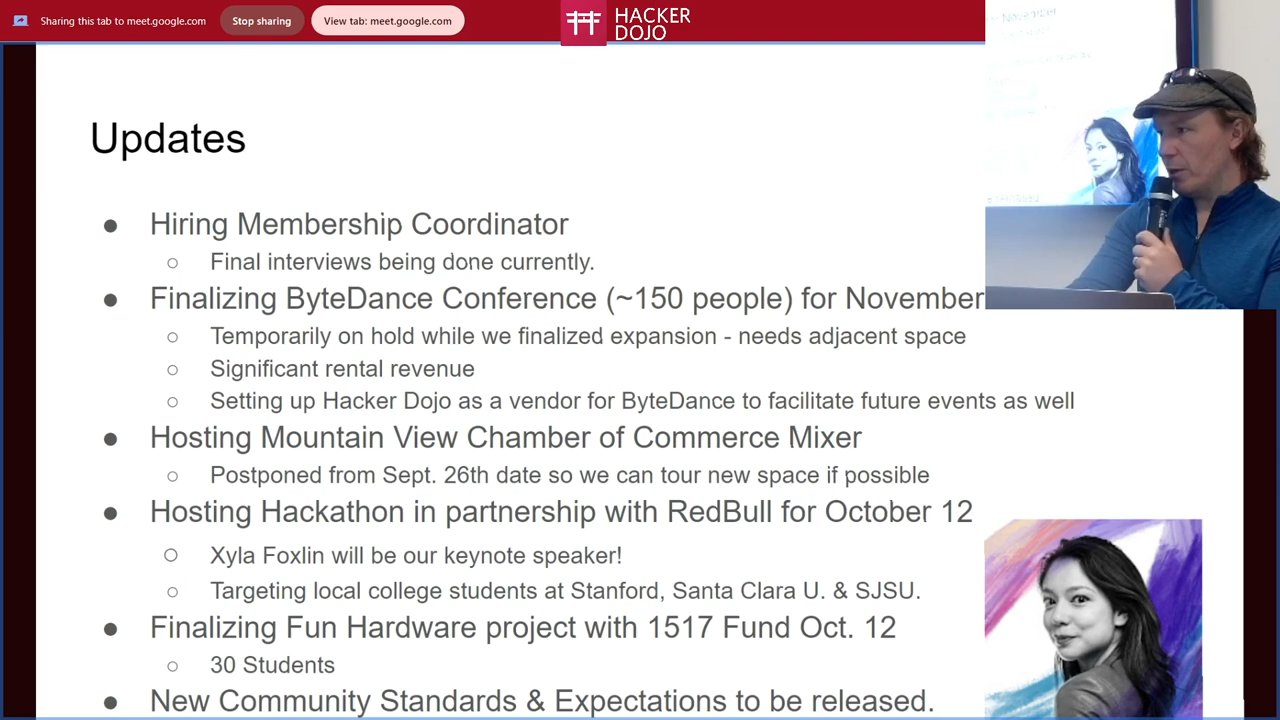 Sharing this tab to meet.google.com
Stop sharing
View tab: meet.google.com
HACKER
DOJO
Updates
● Hiring Membership Coordinator
○ Final interviews being done currently.
● Finalizing ByteDance Conference (~150 people) for November
○ Temporarily on hold while we finalized expansion - needs adjacent space
○ Significant rental revenue
○ Setting up Hacker Dojo as a vendor for ByteDance to facilitate future events as well
● Hosting Mountain View Chamber of Commerce Mixer
○ Postponed from Sept. 26th date so we can tour new space if possible
● Hosting Hackathon in partnership with RedBull for October 12
○ Xyla Foxlin will be our keynote speaker!
○ Targeting local college students at Stanford, Santa Clara U. & SJSU.
● Finalizing Fun Hardware project with 1517 Fund Oct. 12
○ 30 Students
● New Community Standards & Expectations to be released.
November